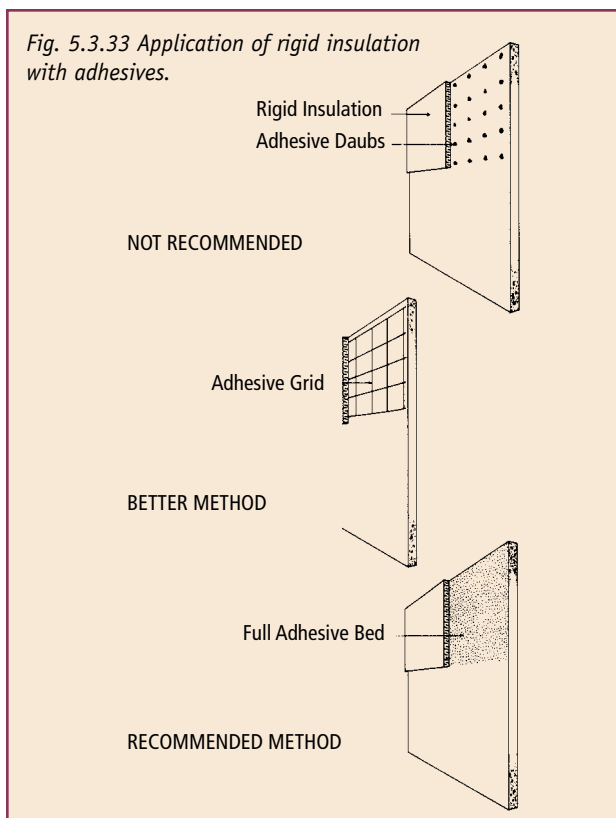 Fig. 5.3.33 Application of rigid insulation
with adhesives.
Rigid Insulation
Adhesive Daubs
NOT RECOMMENDED
Adhesive Grid
BETTER METHOD
Full Adhesive Bed
RECOMMENDED METHOD